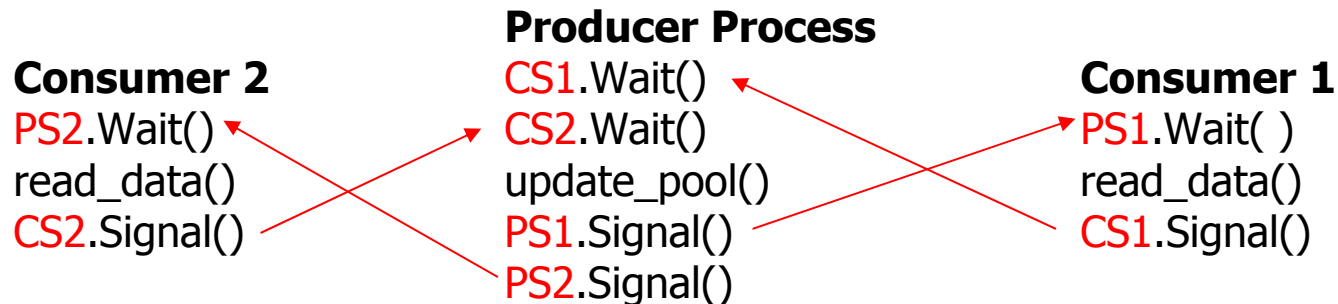 Consumer 2
PS2.Wait()
read_data()
CS2.Signal()
Producer Process
CS1.Wait()
CS2.Wait()
update_pool()
PS1.Signal()
PS2.Signal()
Consumer 1
PS1.Wait( )
read_data()
CS1.Signal()